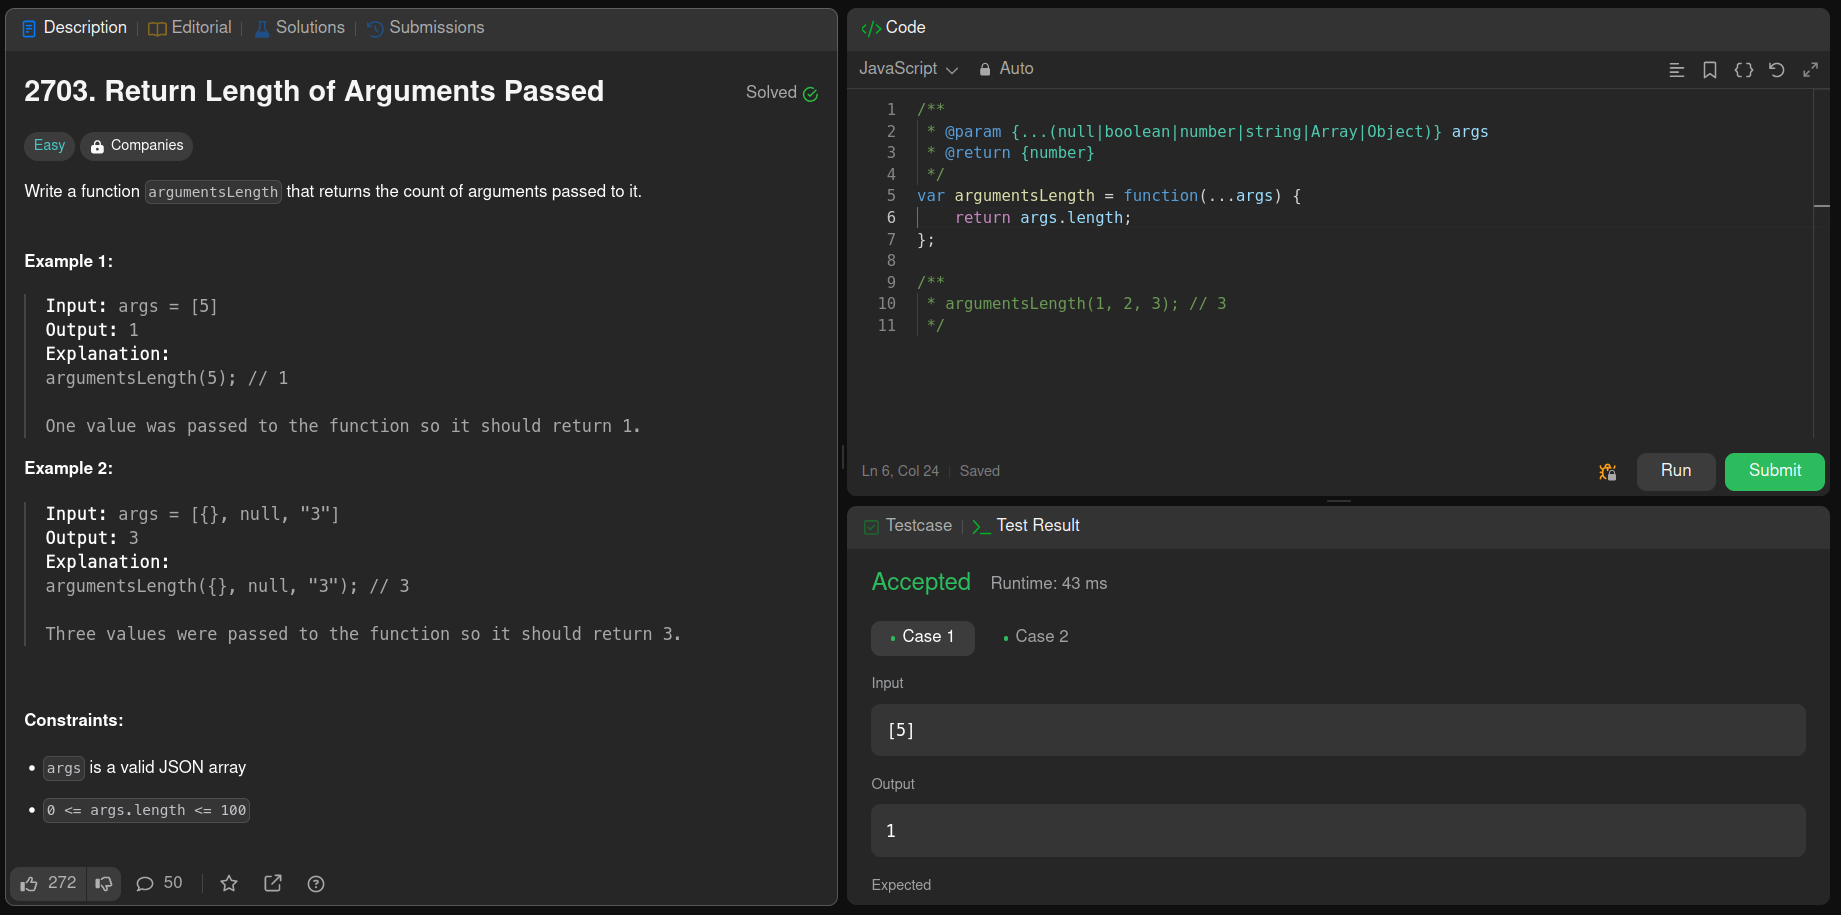 Description | Editorial | Solutions | Submissions
2703. Return Length of Arguments Passed
Solved
Easy
Companies
Write a function argumentsLength that returns the count of arguments passed to it.
Example 1:
Input: args = [5]
Output: 1
Explanation:
argumentsLength(5); // 1
One value was passed to the function so it should return 1.
Example 2:
Input: args = [{}, null, "3"]
Output: 3
Explanation:
argumentsLength({}, null, "3"); // 3
Three values were passed to the function so it should return 3.
Constraints:
• args is a valid JSON array
• 0 <= args.length <= 100
272
50
</> Code
JavaScript
Auto
1 /**
2  * @param {...(null|boolean|number|string|Array|Object)} args
3  * @return {number}
4  */
5 var argumentsLength = function(...args) {
6     return args.length;
7 };
8
9 /**
10  * argumentsLength(1, 2, 3); // 3
11  */
Ln 6, Col 24 | Saved
Run
Submit
Testcase | >_ Test Result
Accepted Runtime: 43 ms
• Case 1 • Case 2
Input
[5]
Output
1
Expected